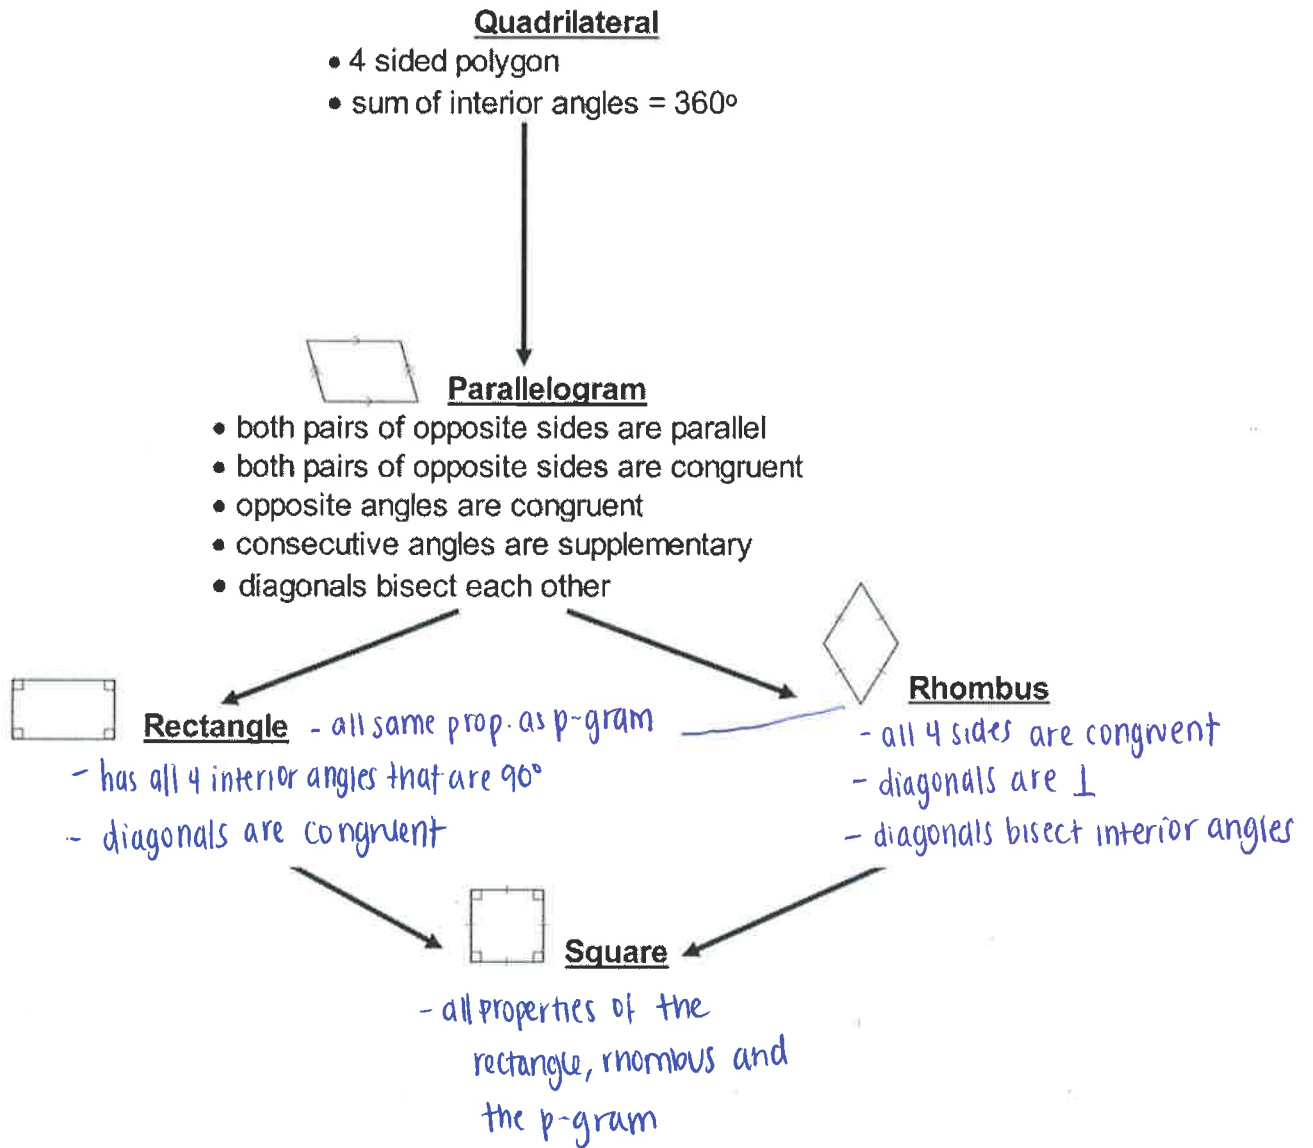 Quadrilateral
• 4 sided polygon
• sum of interior angles = 360º
Parallelogram
• both pairs of opposite sides are parallel
• both pairs of opposite sides are congruent
• opposite angles are congruent
• consecutive angles are supplementary
• diagonals bisect each other
Rectangle - all same prop. as p-gram
- has all 4 interior angles that are 90°
- diagonals are congruent
Rhombus
- all 4 sides are congruent
- diagonals are ⊥
- diagonals bisect interior angles
Square
- all properties of the
rectangle, rhombus and
the p-gram